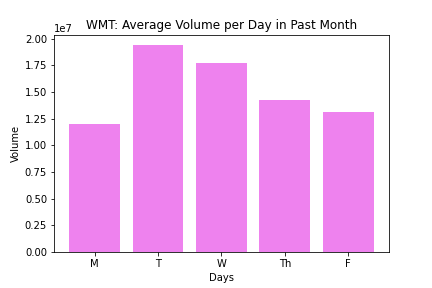 WMT: Average Volume per Day in Past Month
1e7
2.00
1.75
1.50
1.25
1.00
0.75
0.50
0.25
0.00
Volume
M T W Th F
Days